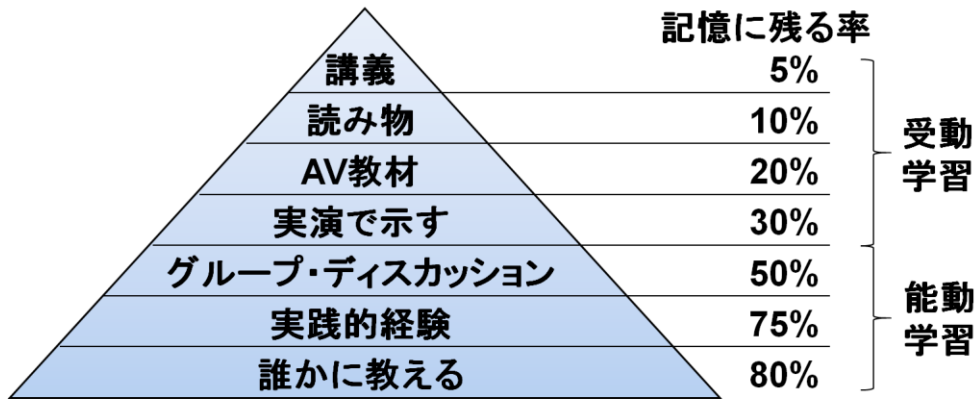 記憶に残る率
講義 5%
読み物 10%
AV教材 20%
実演で示す 30%
受動
学習
グループ・ディスカッション 50%
実践的経験 75%
誰かに教える 80%
能動
学習